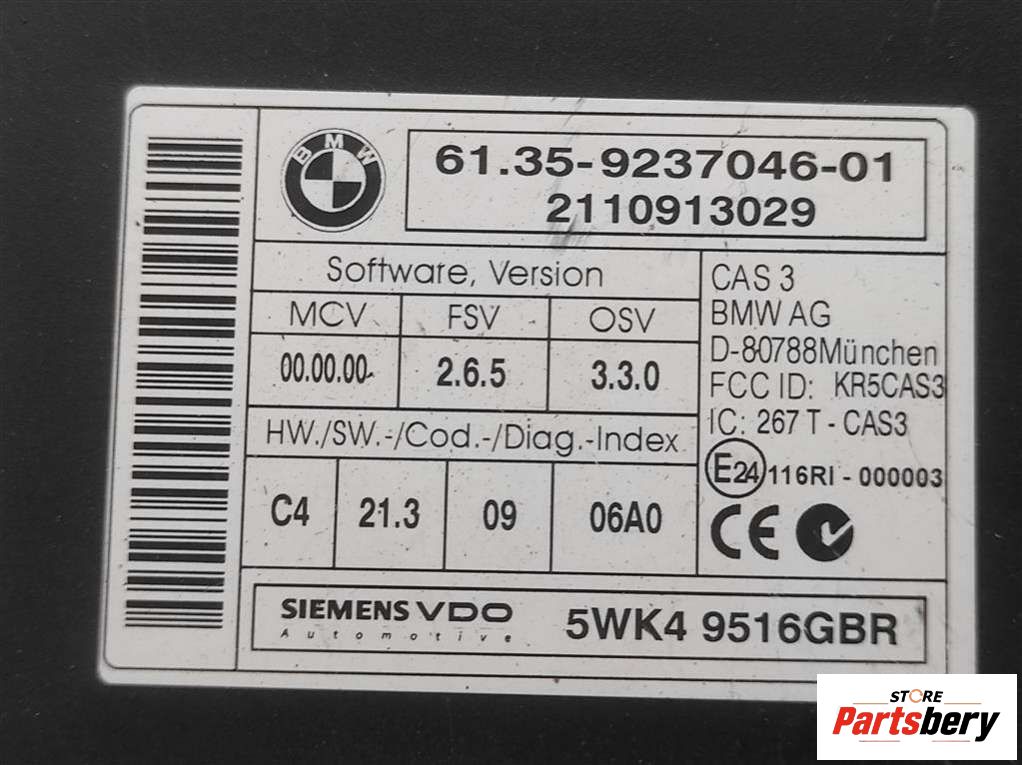 BMW
61.35-9237046-01
2110913029
Software, Version
MCV FSV OSV
00.00.00 2.6.5 3.3.0
HW./SW.-/Cod.-/Diag.-Index
C4 21.3 09 06A0
CAS 3
BMW AG
D-80788München
FCC ID: KR5CAS3
IC: 267 T - CAS3
E24 116RI - 000003
CE
SIEMENS VDO
Automotive
5WK4 9516GBR
STORE
Partsbery